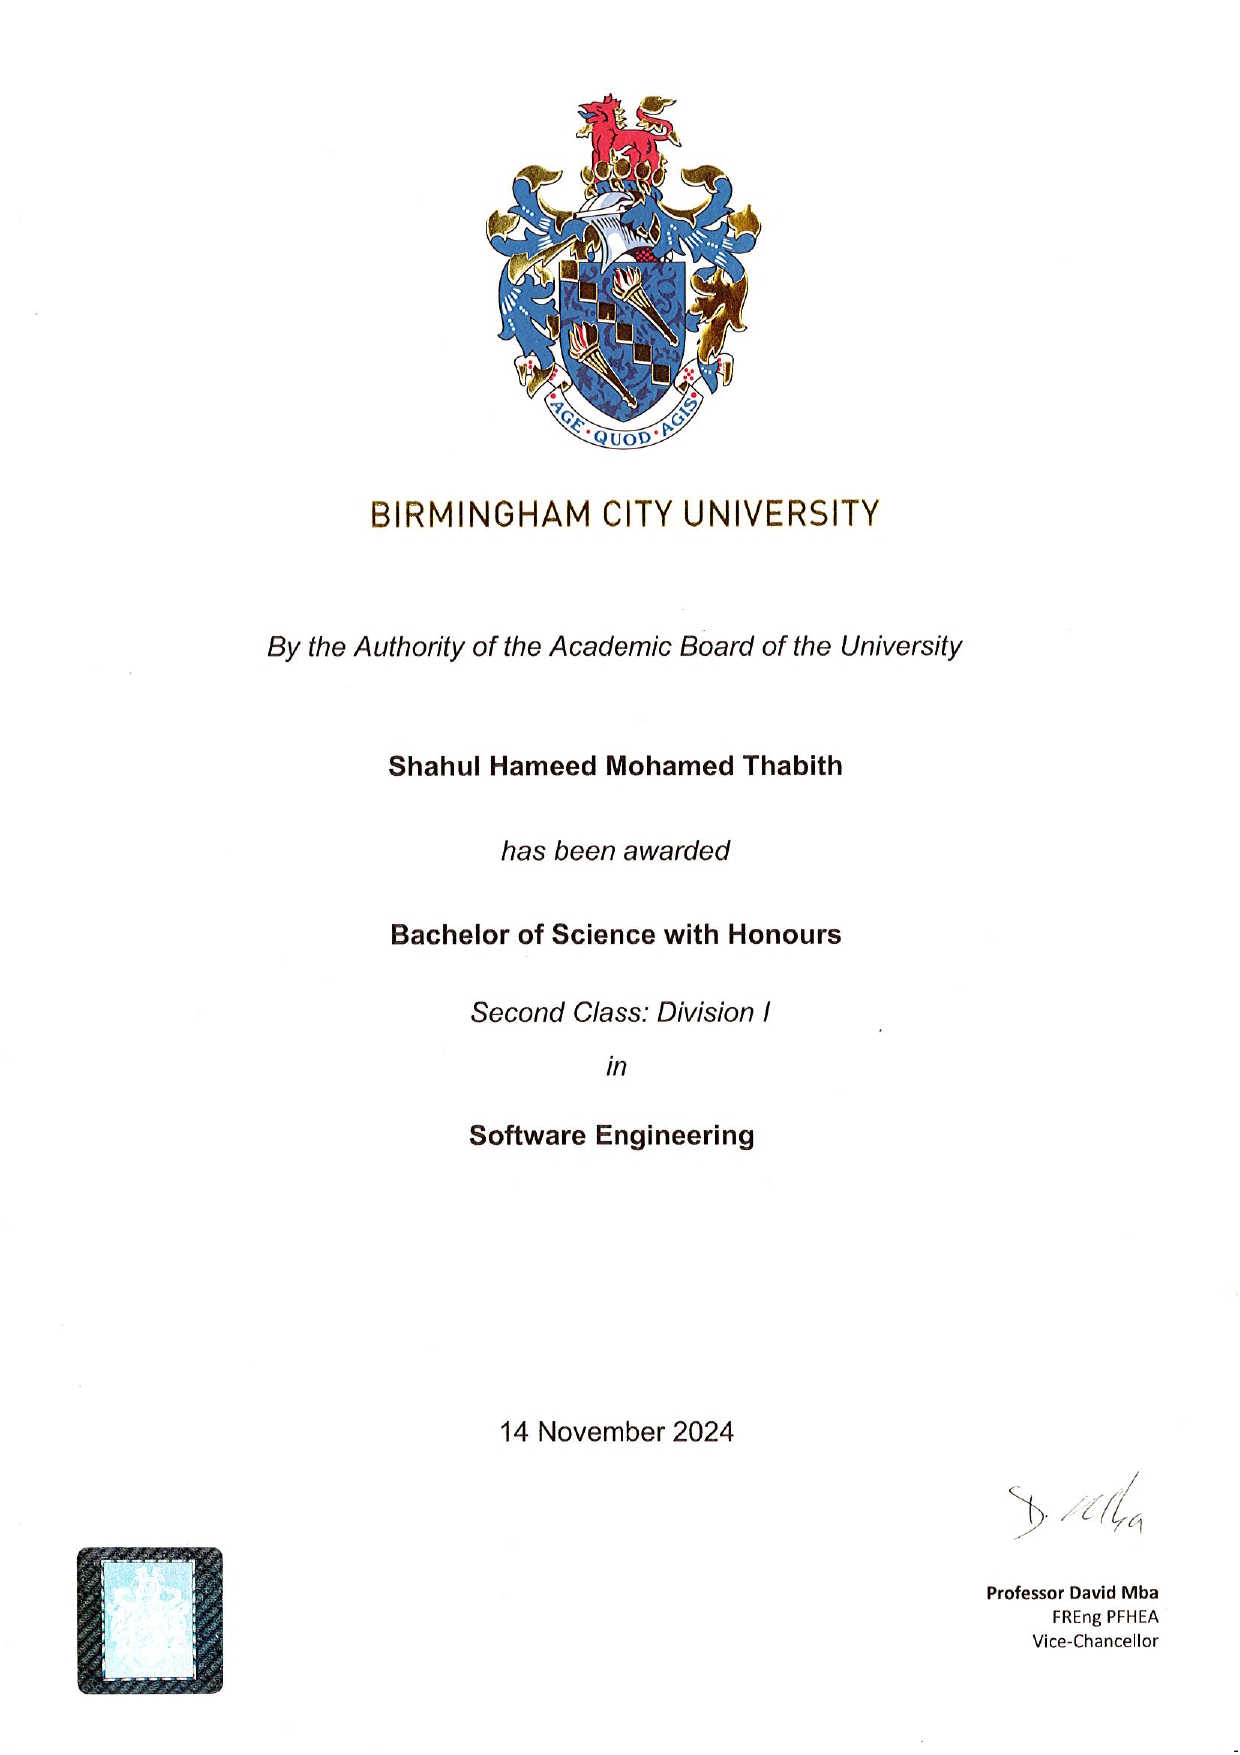 AGE · QUOD · AGIS
BIRMINGHAM CITY UNIVERSITY
By the Authority of the Academic Board of the University
Shahul Hameed Mohamed Thabith
has been awarded
Bachelor of Science with Honours
Second Class: Division I
in
Software Engineering
14 November 2024
D. Mba
Professor David Mba
FREng PFHEA
Vice-Chancellor